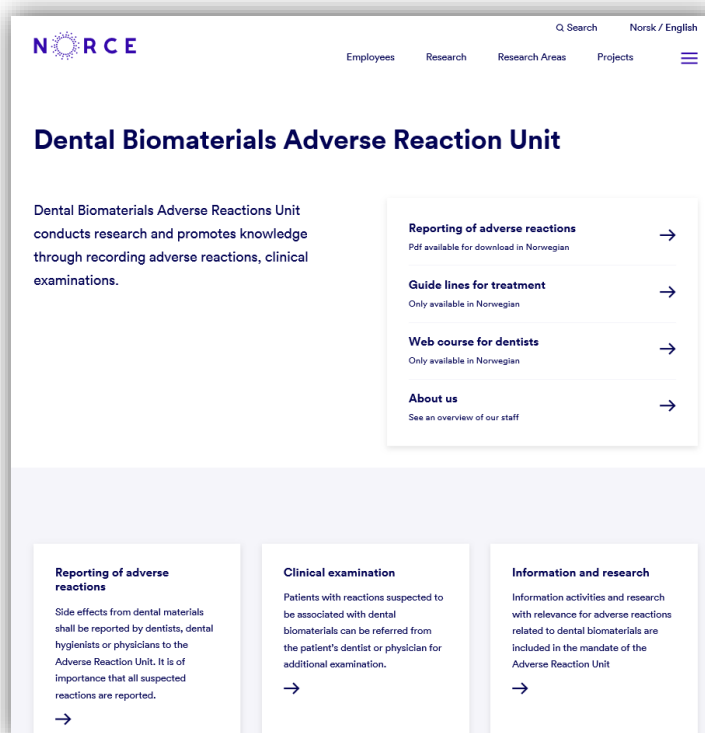 Search Norsk / English
NORCE
Employees Research Research Areas Projects
Dental Biomaterials Adverse Reaction Unit
Dental Biomaterials Adverse Reactions Unit
conducts research and promotes knowledge
through recording adverse reactions, clinical
examinations.
Reporting of adverse reactions
Pdf available for download in Norwegian
Guide lines for treatment
Only available in Norwegian
Web course for dentists
Only available in Norwegian
About us
See an overview of our staff
Reporting of adverse
reactions
Side effects from dental materials
shall be reported by dentists, dental
hygienists or physicians to the
Adverse Reaction Unit. It is of
importance that all suspected
reactions are reported.
Clinical examination
Patients with reactions suspected to
be associated with dental
biomaterials can be referred from
the patient's dentist or physician for
additional examination.
Information and research
Information activities and research
with relevance for adverse reactions
related to dental biomaterials are
included in the mandate of the
Adverse Reaction Unit